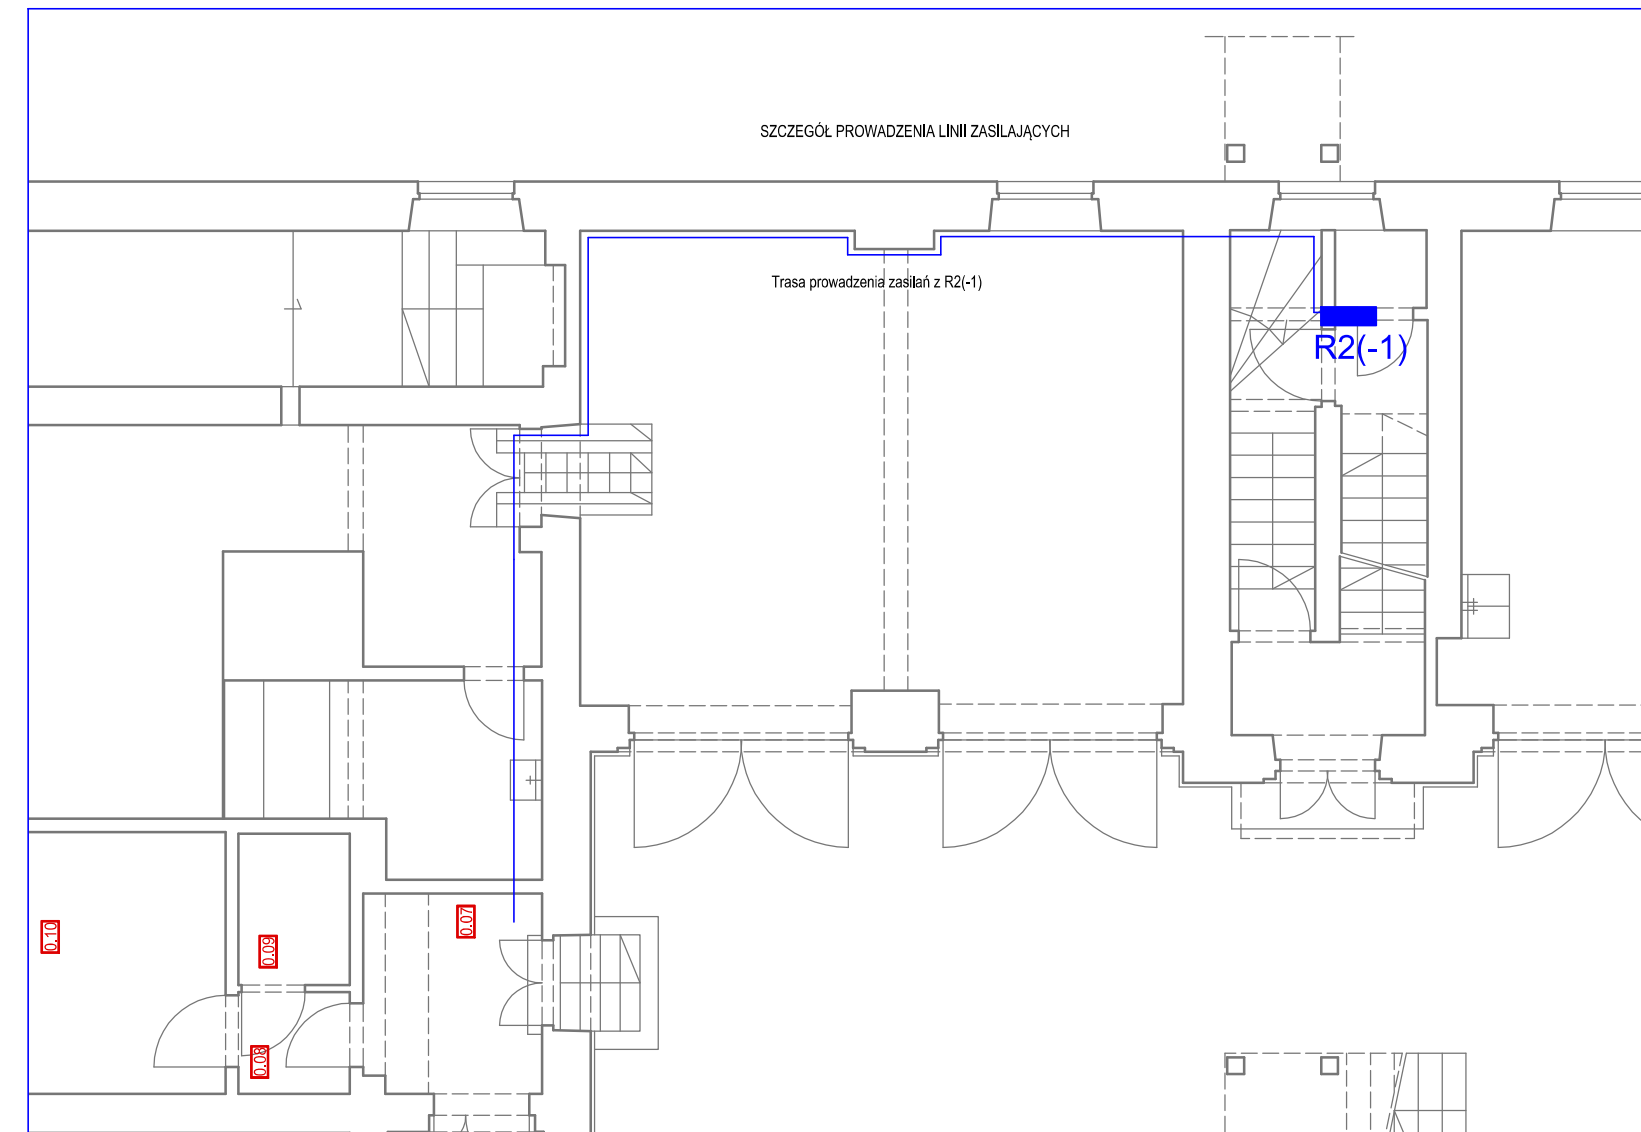 SZCZEGÓŁ PROWADZENIA LINII ZASILAJĄCYCH
Trasa prowadzenia zasilań z R2(-1)
R2(-1)
0.10
0.09
0.07
0.08